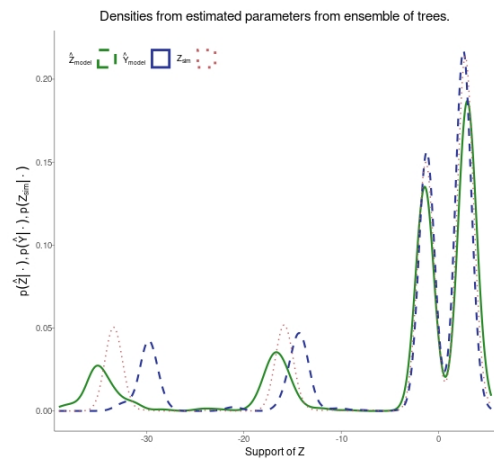 Densities from estimated parameters from ensemble of trees.
Ẑmodel Ŷmodel Zsim
0.20
0.15
0.10
0.05
0.00
p(Ẑ|·), p(Ŷ|·), p(Zsim|·)
-30 -20 -10 0
Support of Z